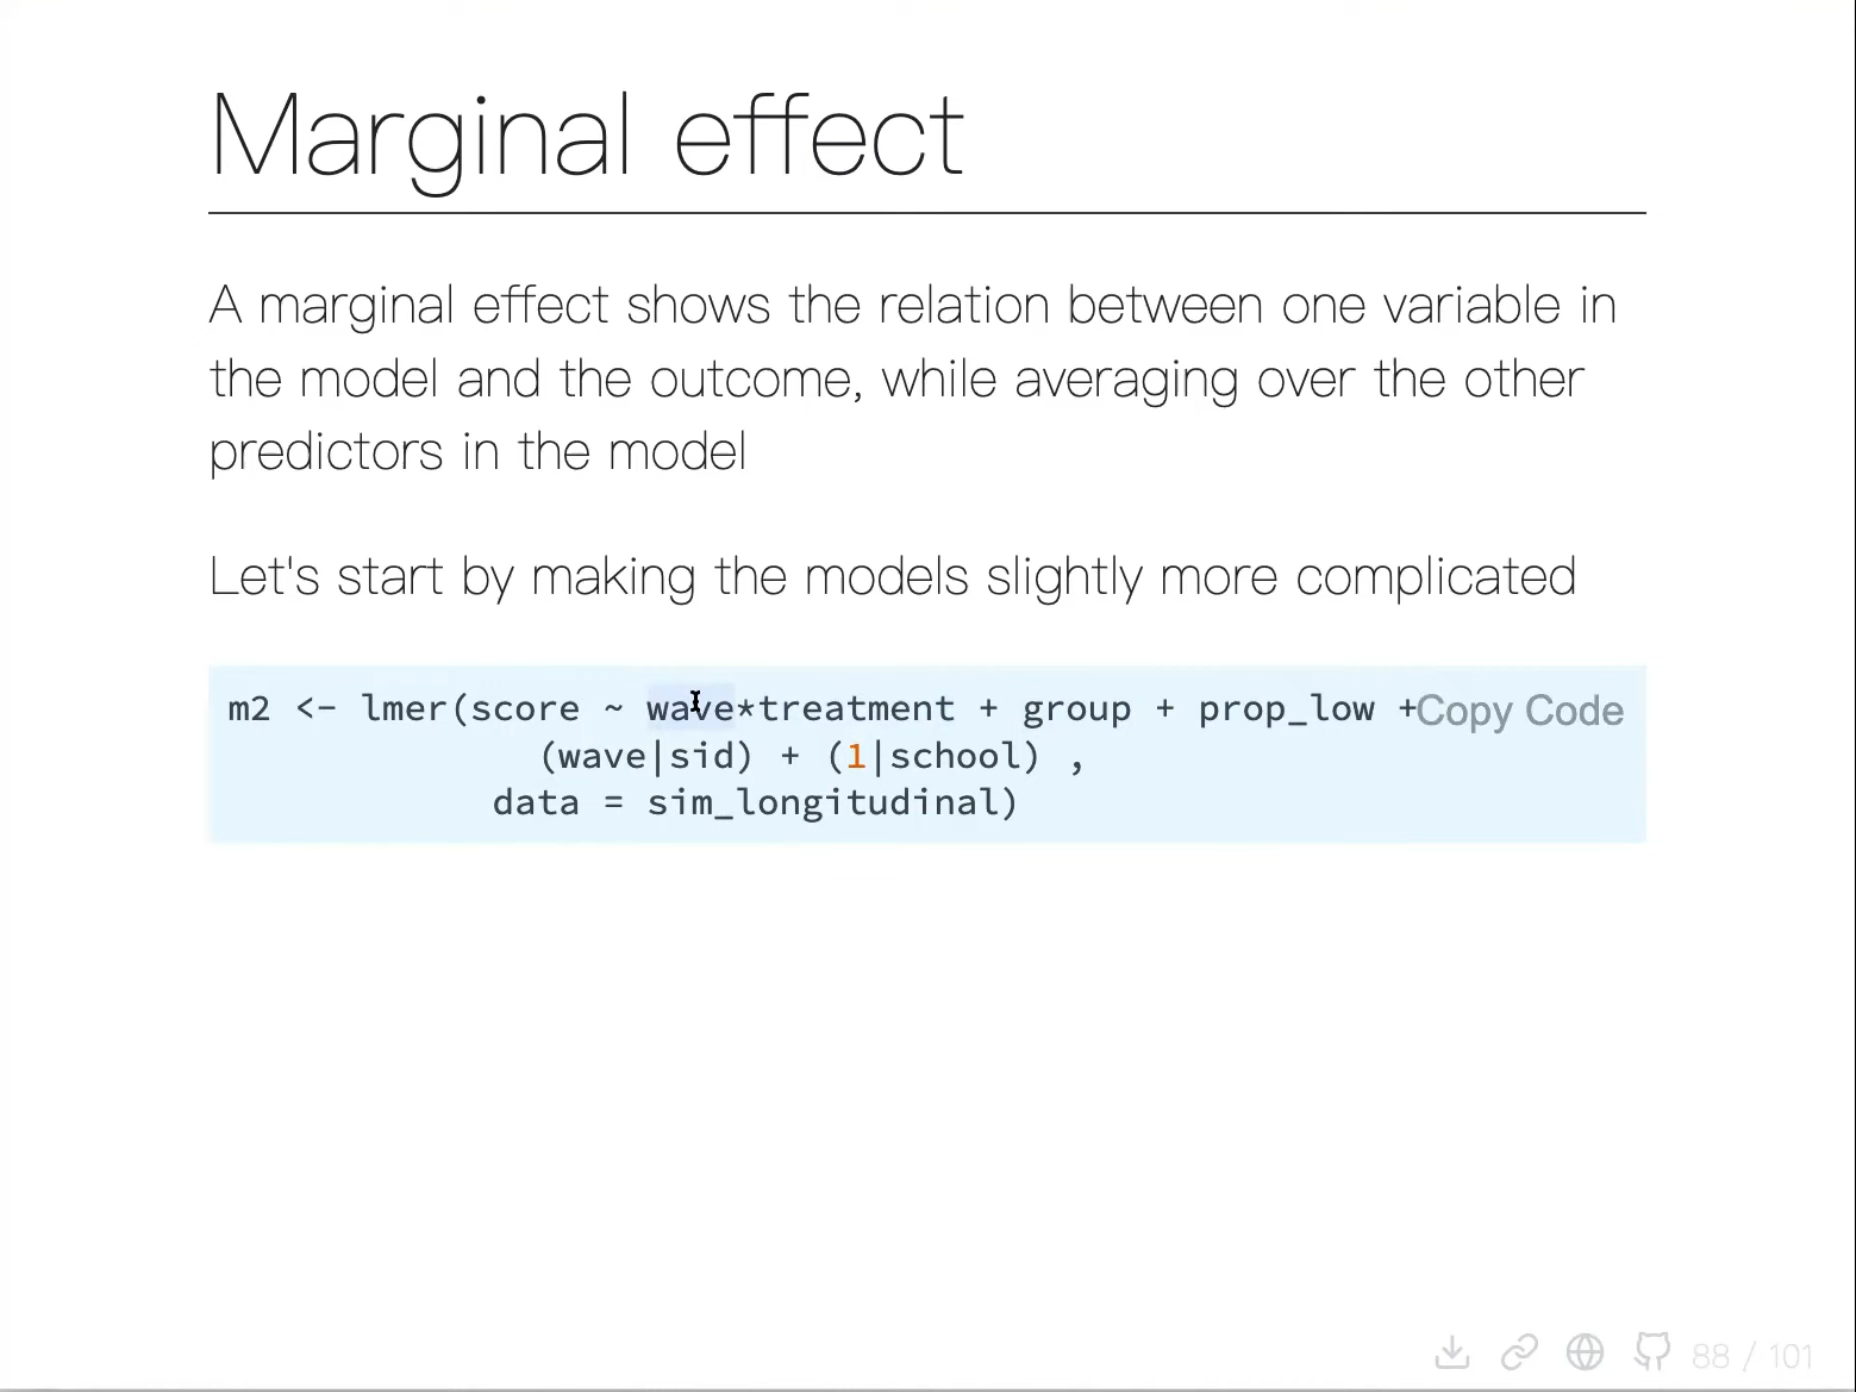 Marginal effect
A marginal effect shows the relation between one variable in
the model and the outcome, while averaging over the other
predictors in the model
Let's start by making the models slightly more complicated
m2 <- lmer(score ~ wave*treatment + group + prop_low +Copy Code
(wave|sid) + (1|school) ,
data = sim_longitudinal)
88 / 101